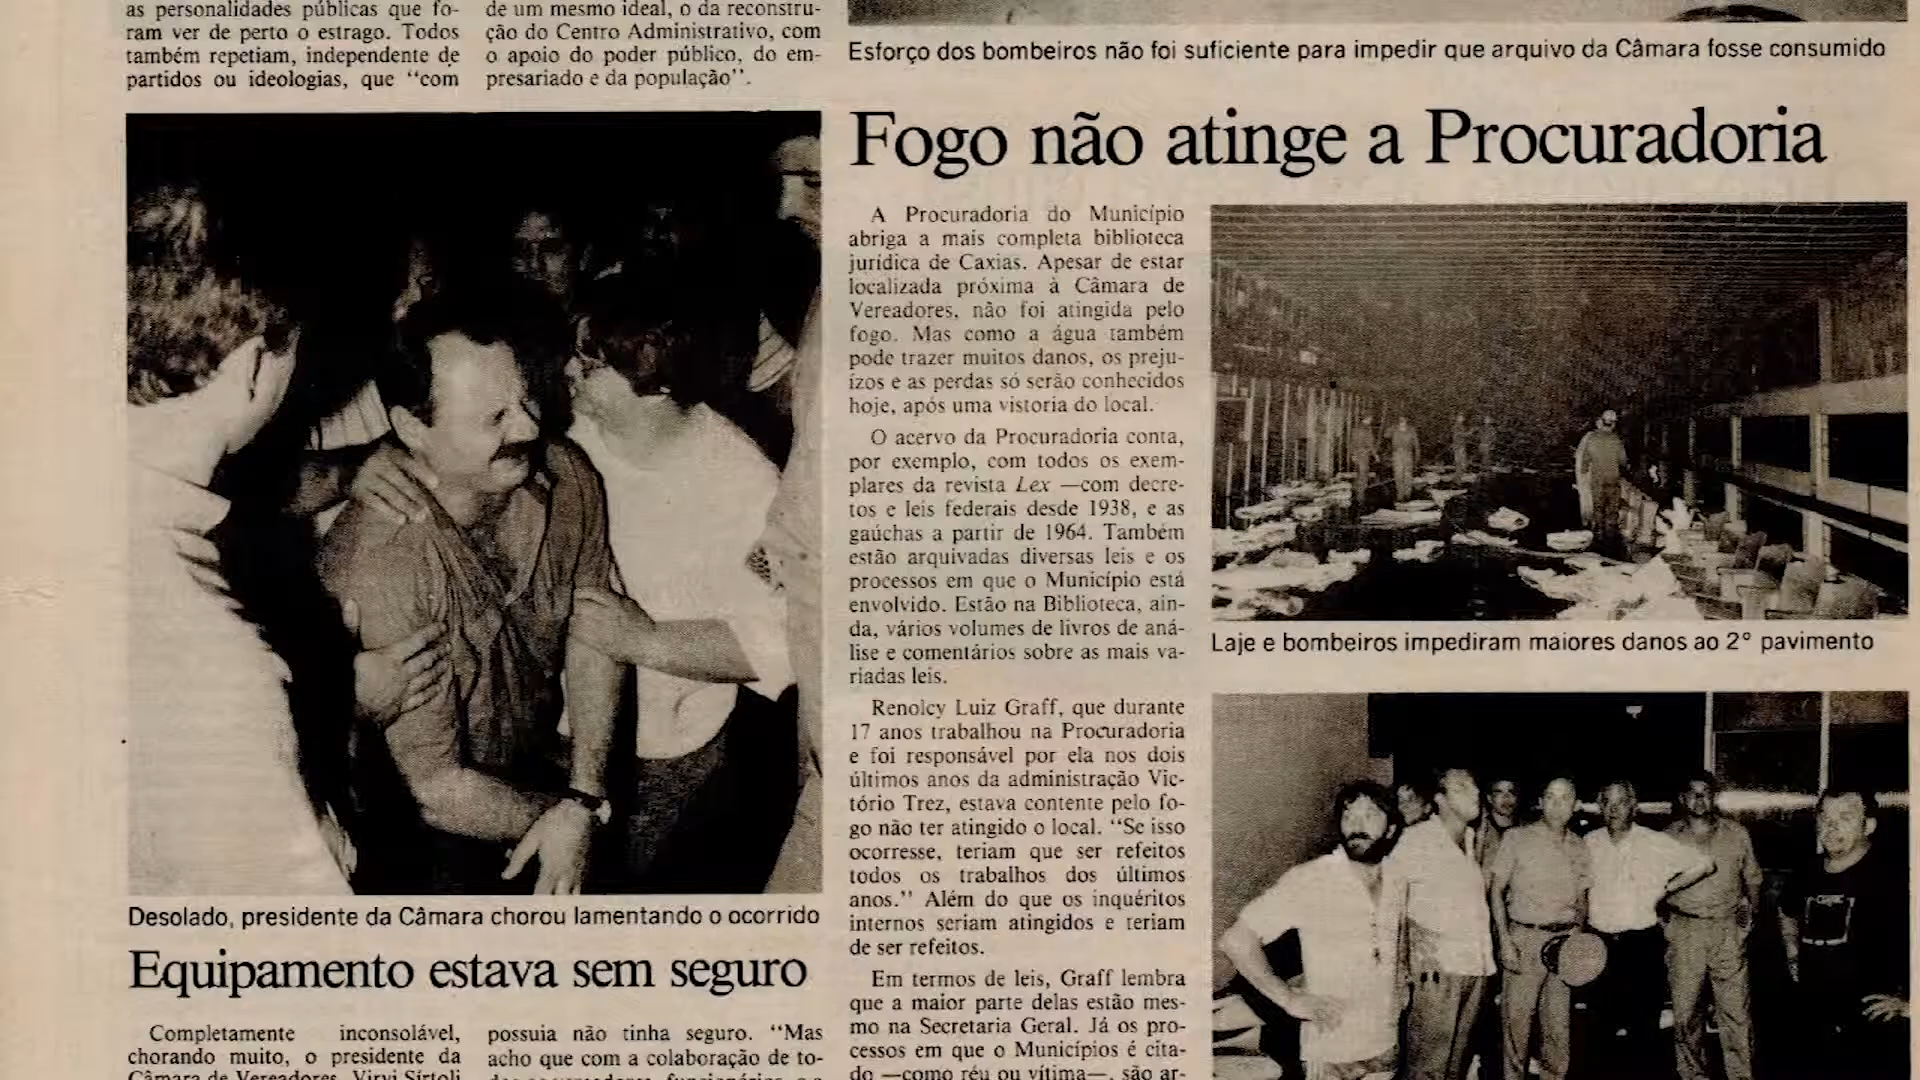 as personalidades públicas que fo-
ram ver de perto o estrago. Todos
também repetiam, independente de
partidos ou ideologias, que “com
de um mesmo ideal, o da reconstru-
ção do Centro Administrativo, com
o apoio do poder público, do em-
presariado e da população”.
Esforço dos bombeiros não foi suficiente para impedir que arquivo da Câmara fosse consumido
Desolado, presidente da Câmara chorou lamentando o ocorrido
Equipamento estava sem seguro
Completamente inconsolável,
chorando muito, o presidente da
Câmara de Vereadores, Virvi Sirtoli
possuia não tinha seguro. “Mas
acho que com a colaboração de to-
Fogo não atinge a Procuradoria
A Procuradoria do Município
abriga a mais completa biblioteca
jurídica de Caxias. Apesar de estar
localizada próxima à Câmara de
Vereadores, não foi atingida pelo
fogo. Mas como a água também
pode trazer muitos danos, os preju-
ízos e as perdas só serão conhecidos
hoje, após uma vistoria do local.
O acervo da Procuradoria conta,
por exemplo, com todos os exem-
plares da revista Lex —com decre-
tos e leis federais desde 1938, e as
gaúchas a partir de 1964. Também
estão arquivadas diversas leis e os
processos em que o Município está
envolvido. Estão na Biblioteca, ain-
da, vários volumes de livros de aná-
lise e comentários sobre as mais va-
riadas leis.
Renolcy Luiz Graff, que durante
17 anos trabalhou na Procuradoria
e foi responsável por ela nos dois
últimos anos da administração Vic-
tório Trez, estava contente pelo fo-
go não ter atingido o local. “Se isso
ocorresse, teriam que ser refeitos
todos os trabalhos dos últimos
anos.” Além do que os inquéritos
internos seriam atingidos e teriam
de ser refeitos.
Em termos de leis, Graff lembra
que a maior parte delas estão mes-
mo na Secretaria Geral. Já os pro-
cessos em que o Municípios é cita-
do —como réu ou vítima—, são ar-
Laje e bombeiros impediram maiores danos ao 2º pavimento